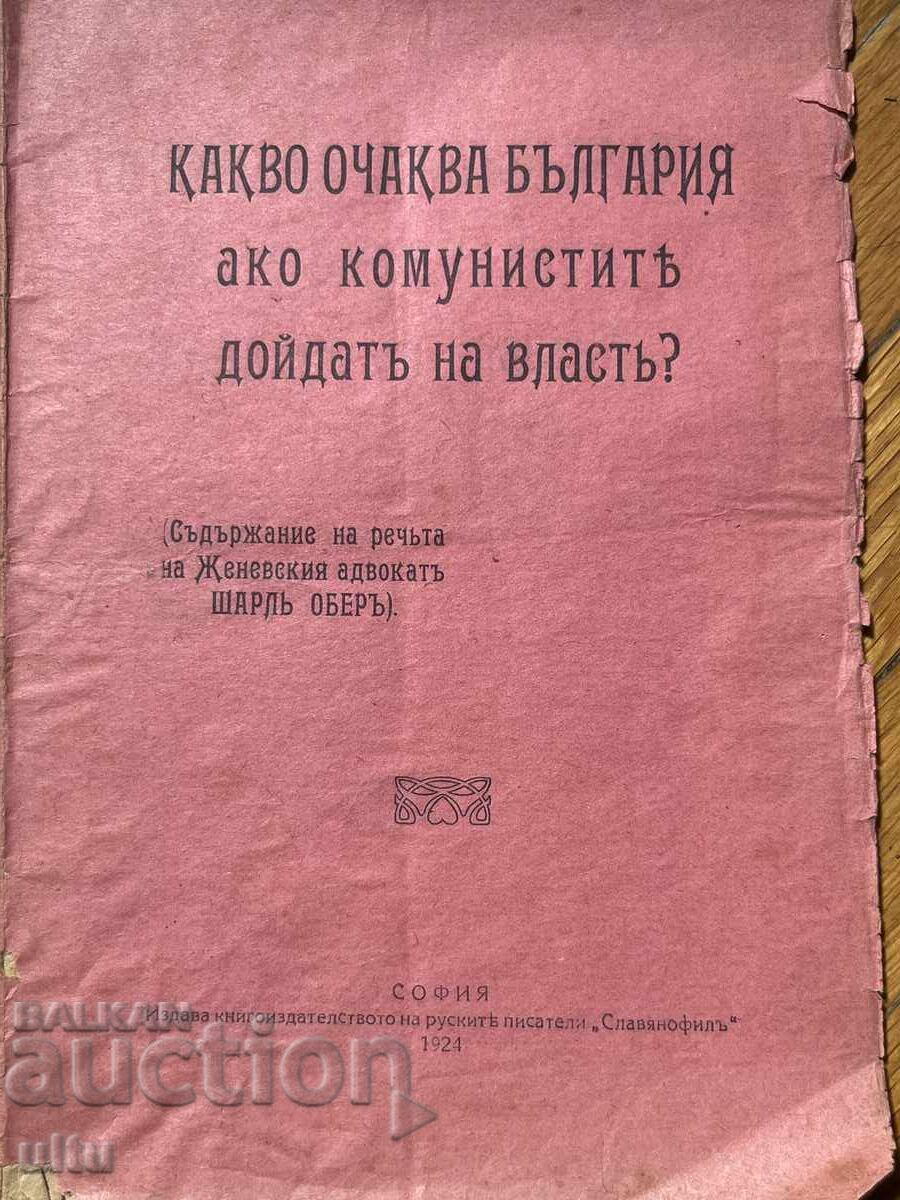 КАКВО ОЧАКВА БЪЛГАРИЯ
ако комуниститѣ
дойдатъ на власть?
(Съдържание на речьта
на Женевския адвокатъ
ШАРЛЬ ОБЕРЪ).
СОФИЯ
Издава книгоиздателството на рускитѣ писатели „Славянофилъ“
1924
BALKAN
auction
ulfu